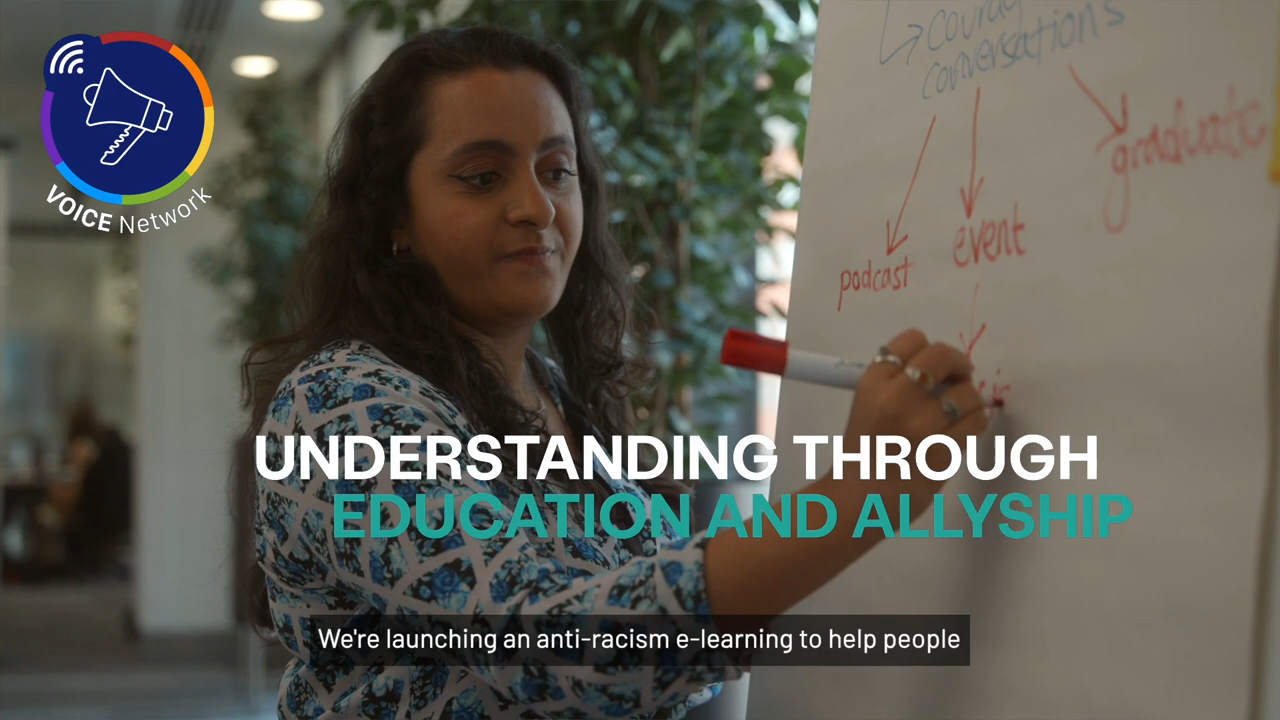 VOICE Network
courag
conversations
graduate
event
podcast
UNDERSTANDING THROUGH
EDUCATION AND ALLYSHIP
We're launching an anti-racism e-learning to help people